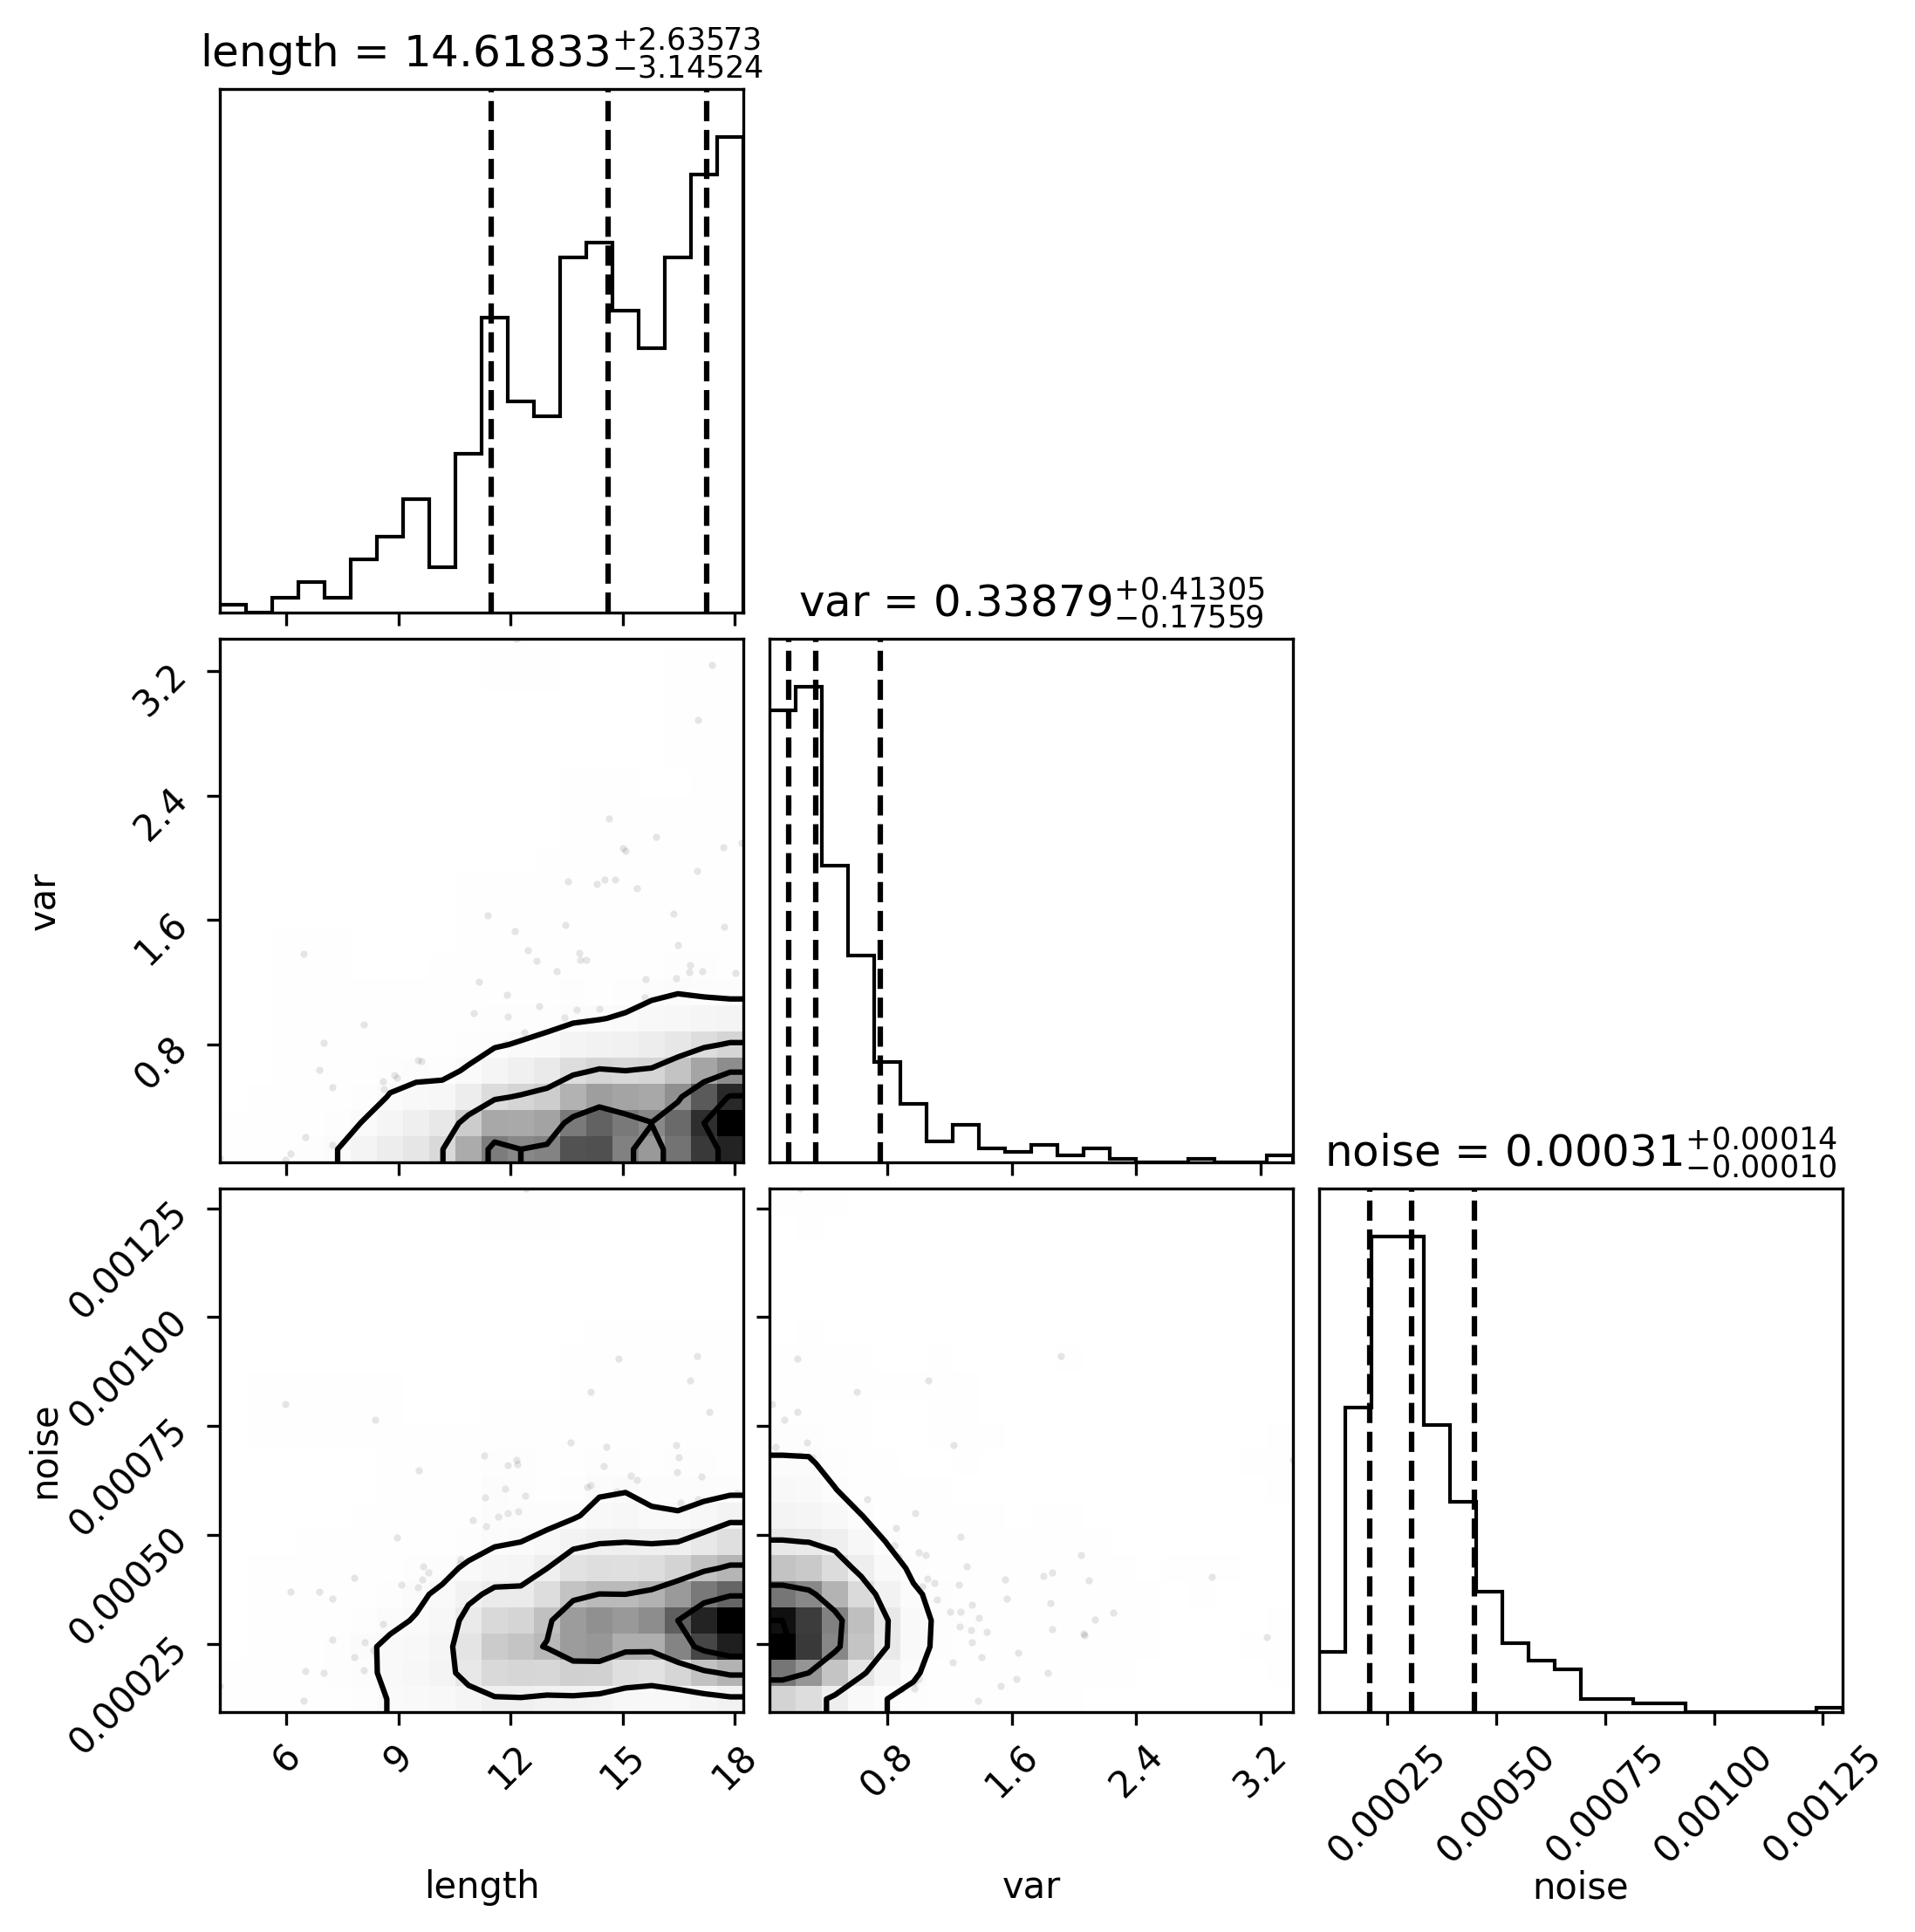 length = 14.61833+2.63573−3.14524
var = 0.33879+0.41305−0.17559
3.2
2.4
1.6
0.8
var
noise = 0.00031+0.00014−0.00010
0.00125
0.00100
0.00075
0.00050
0.00025
noise
6 9 12 15 18 0.8 1.6 2.4 3.2 0.00025 0.00050 0.00075 0.00100 0.00125
length var noise